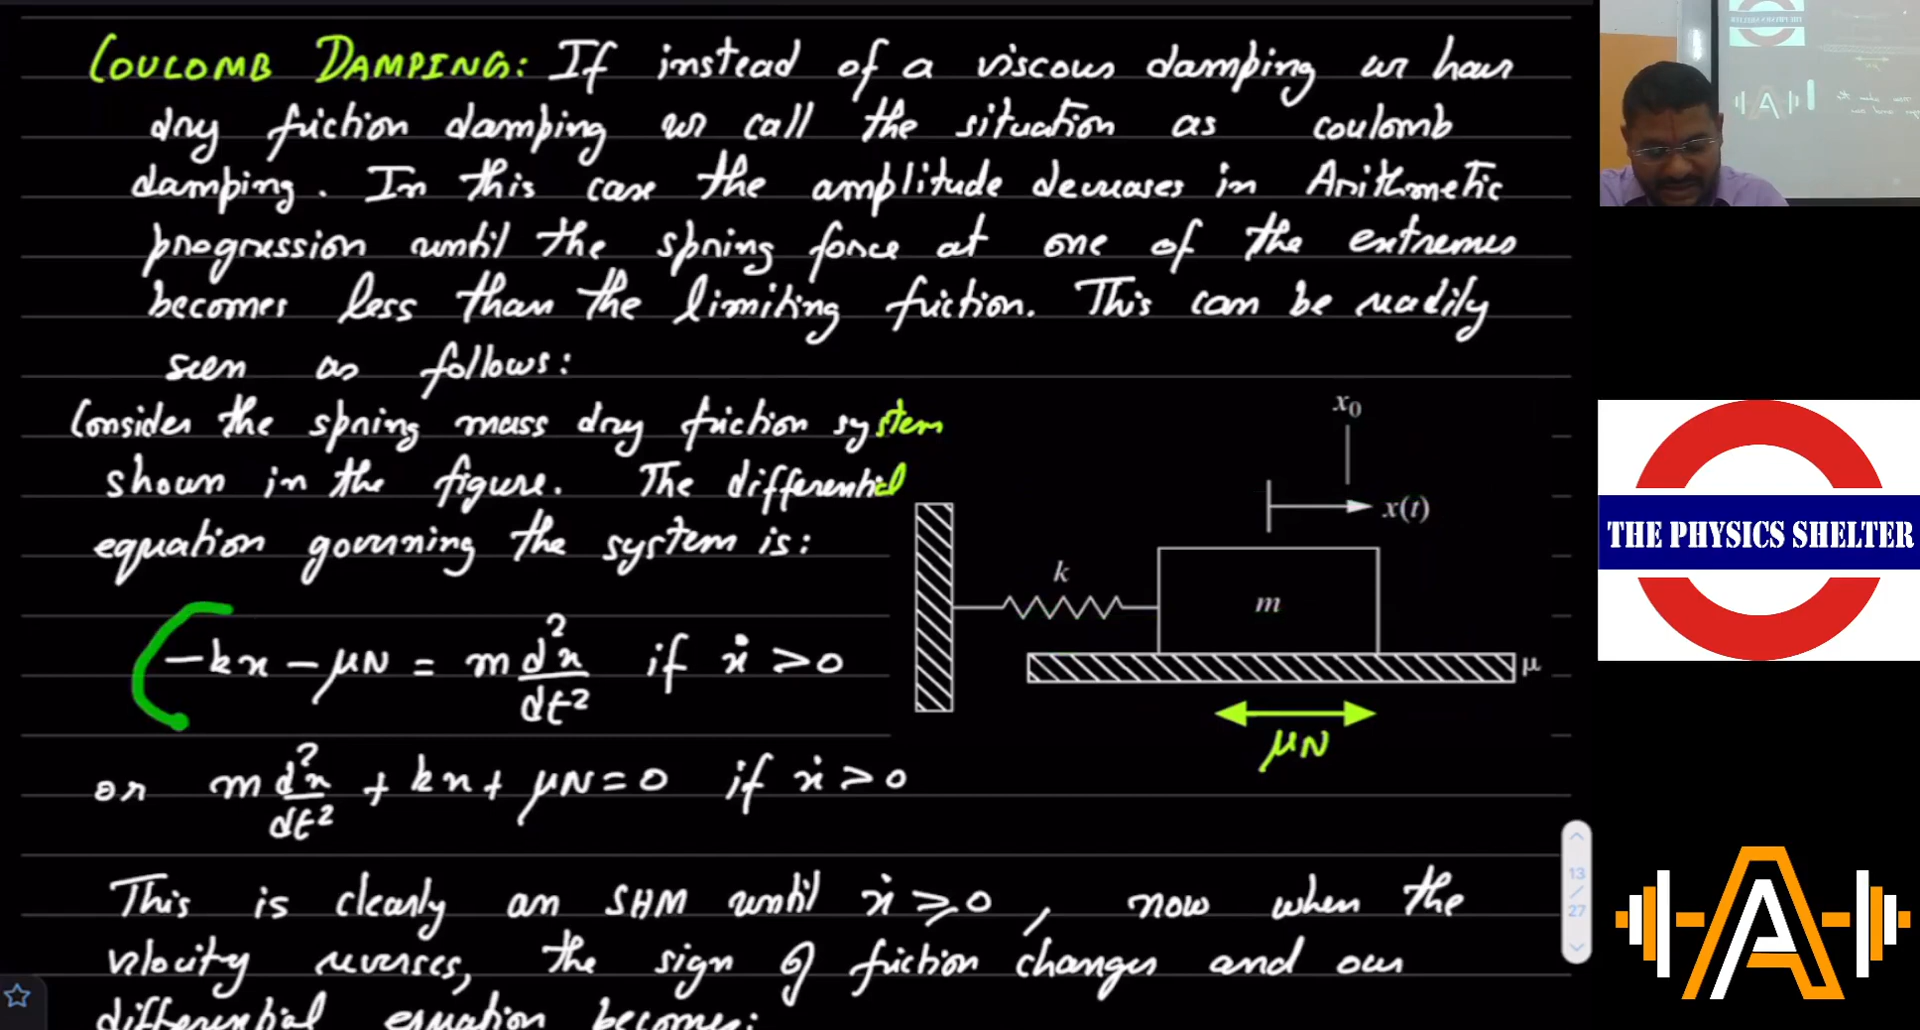 COULOMB DAMPING: If instead of a viscous damping we have
dry friction damping we call the situation as coulomb
damping. In this case the amplitude decreases in Arithmetic
progression until the spring force at one of the extremes
becomes less than the limiting friction. This can be readily
seen as follows:
Consider the spring mass dry friction system
shown in the figure. The differential
equation governing the system is:
-kx - μN = m d²x/dt² if ẋ > 0
or m d²x/dt² + kx + μN = 0 if ẋ > 0
This is clearly an SHM until ẋ ≥ 0, now when the
velocity reverses, the sign of friction changes and our
differential equation becomes:
x₀
x(t)
k
m
μ
μN
13
/
27
THE PHYSICS SHELTER
A